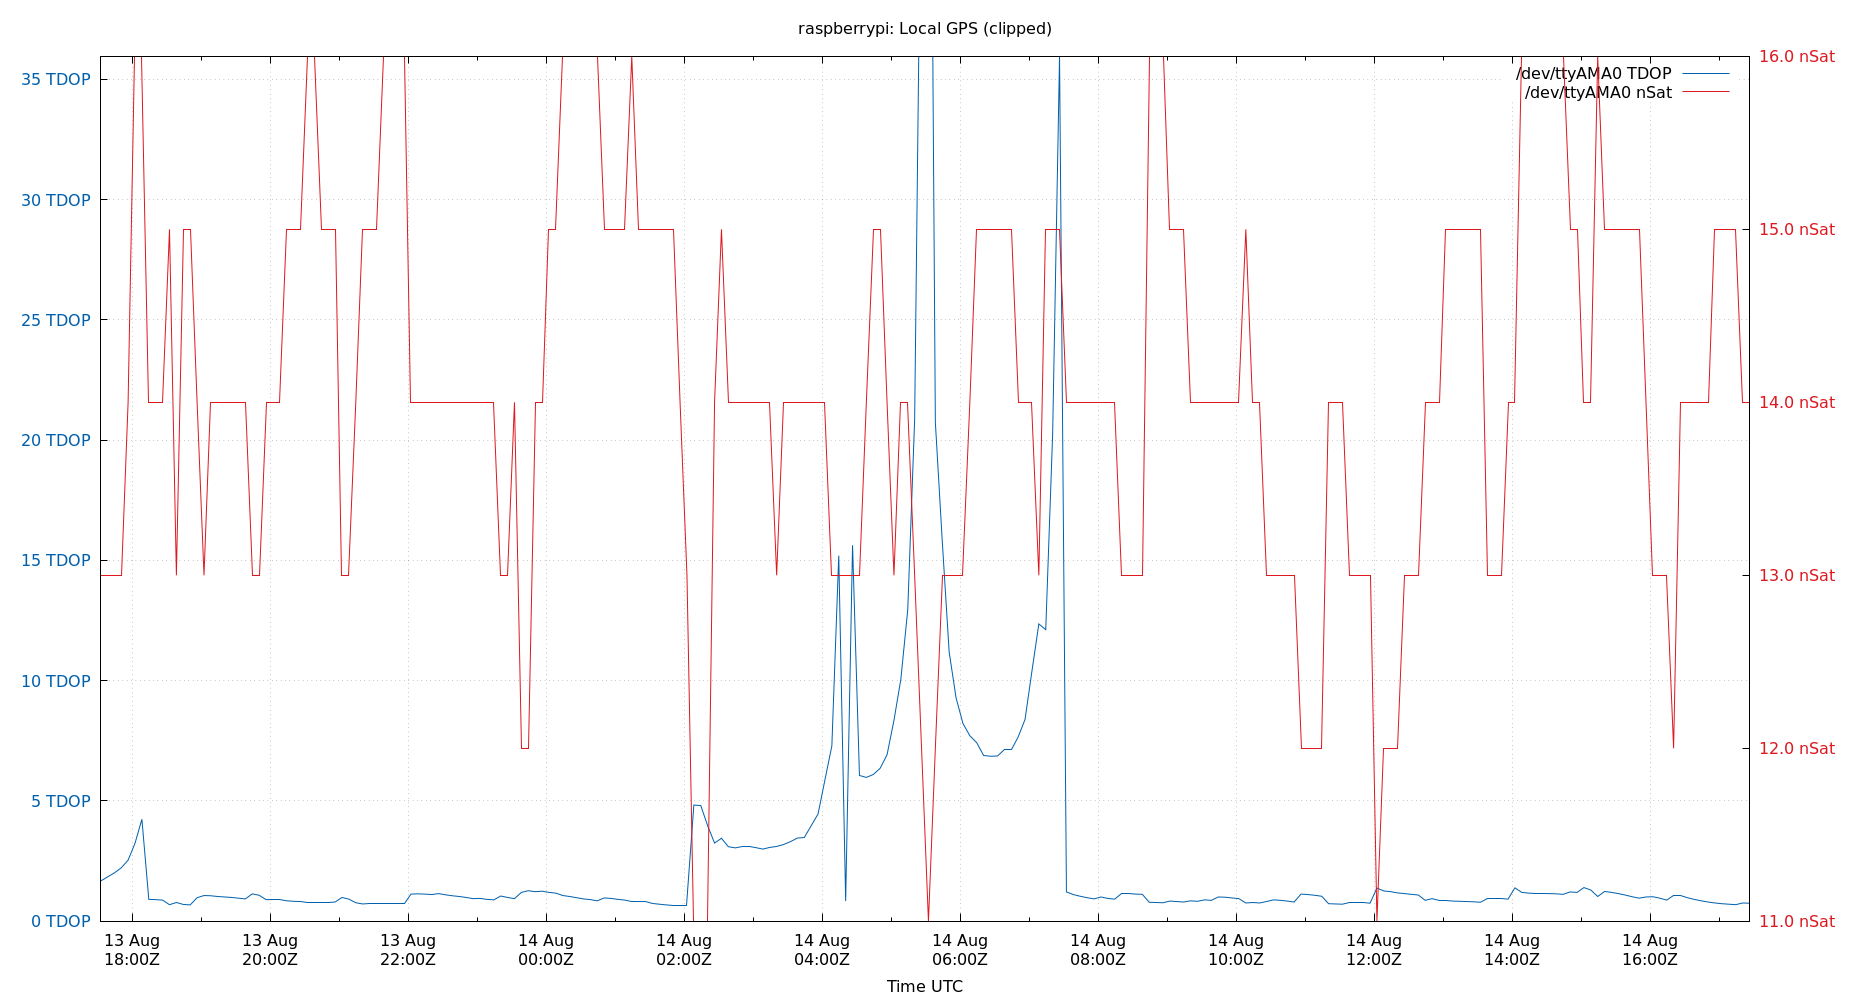 raspberrypi: Local GPS (clipped)
35 TDOP
30 TDOP
25 TDOP
20 TDOP
15 TDOP
10 TDOP
5 TDOP
0 TDOP
16.0 nSat
15.0 nSat
14.0 nSat
13.0 nSat
12.0 nSat
11.0 nSat
/dev/ttyAMA0 TDOP
/dev/ttyAMA0 nSat
13 Aug 18:00Z
13 Aug 20:00Z
13 Aug 22:00Z
14 Aug 00:00Z
14 Aug 02:00Z
14 Aug 04:00Z
14 Aug 06:00Z
14 Aug 08:00Z
14 Aug 10:00Z
14 Aug 12:00Z
14 Aug 14:00Z
14 Aug 16:00Z
Time UTC